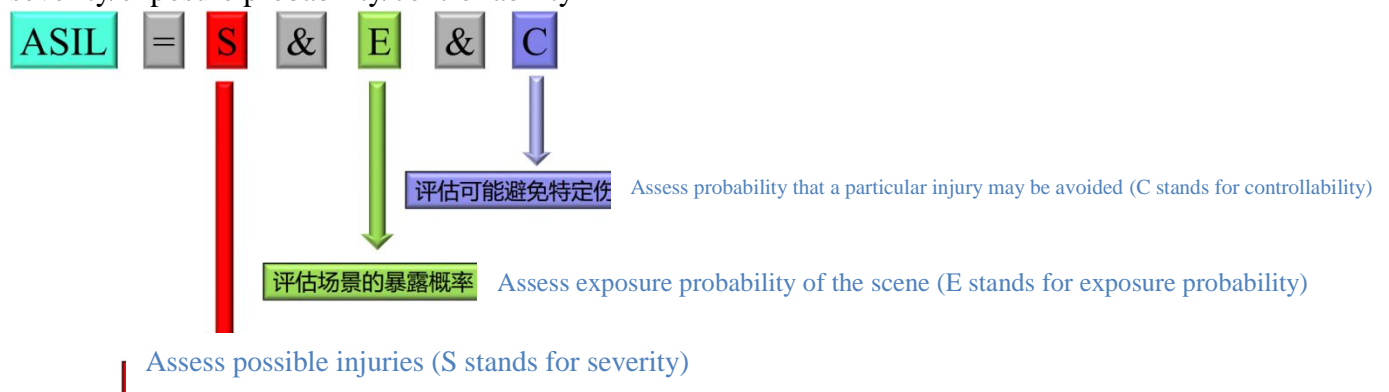 ASIL = S & E & C
评估可能避免特定伤 Assess probability that a particular injury may be avoided (C stands for controllability)
评估场景的暴露概率 Assess exposure probability of the scene (E stands for exposure probability)
Assess possible injuries (S stands for severity)